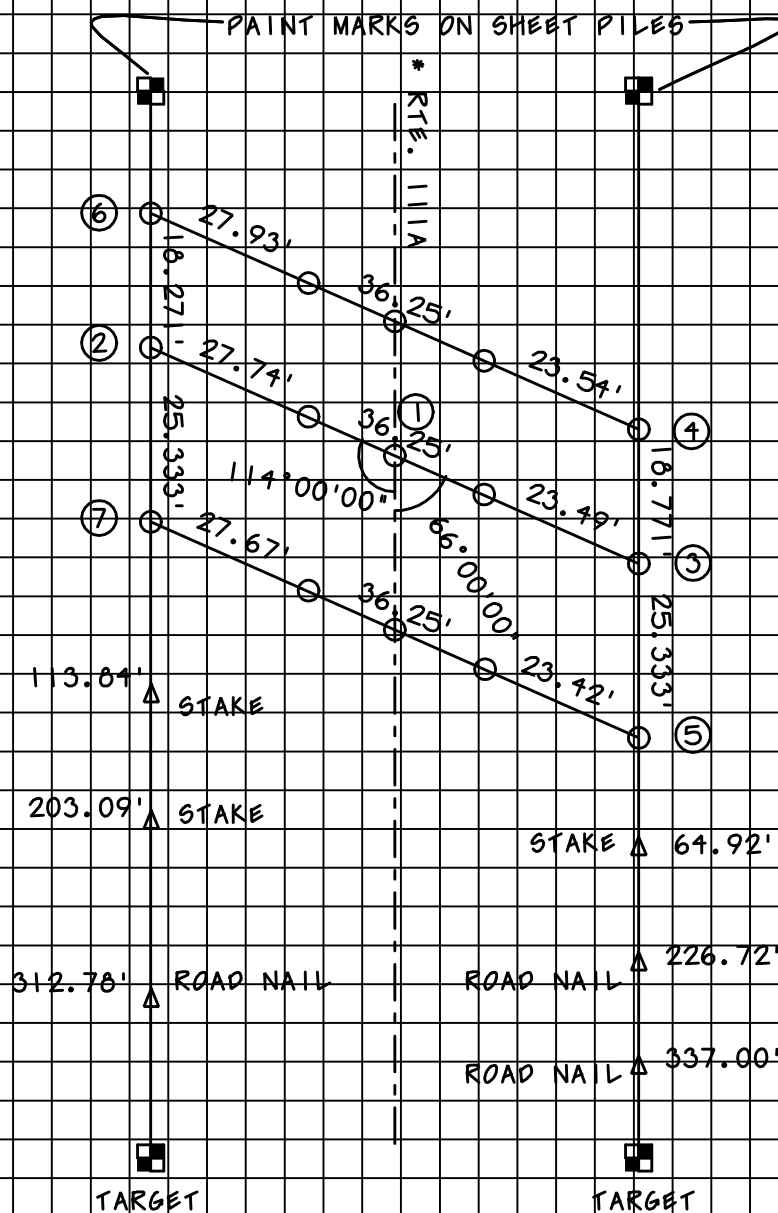 PAINT MARKS ON SHEET PILES
* RTE. 111A
6
27.93'
18.271'
36.25'
2
27.74'
23.54'
1
4
36.25'
25.333'
114°00'00"
18.771'
23.49'
7
27.67'
66°00'00"
3
36.25'
25.333'
113.84'
STAKE
23.42'
5
203.09'
STAKE
STAKE
64.92'
312.78'
ROAD NAIL
ROAD NAIL
226.72'
ROAD NAIL
337.00'
TARGET
TARGET